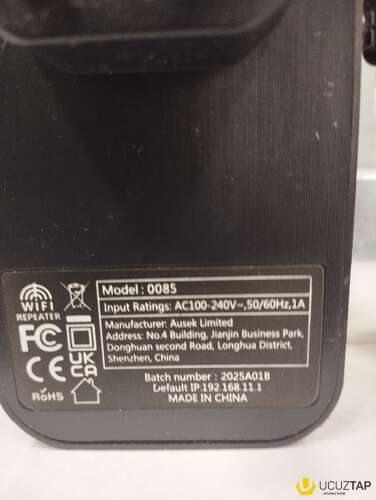 WIFI
REPEATER
Model : 0085
Input Ratings: AC100-240V~,50/60Hz,1A
Manufacturer: Ausek Limited
Address: No.4 Building, Jianjin Business Park,
Donghuan second Road, Longhua District,
Shenzhen, China
FC
CE
UK
CA
RoHS
Batch number : 2025A01B
Default IP:192.168.11.1
MADE IN CHINA
UCUZTAP